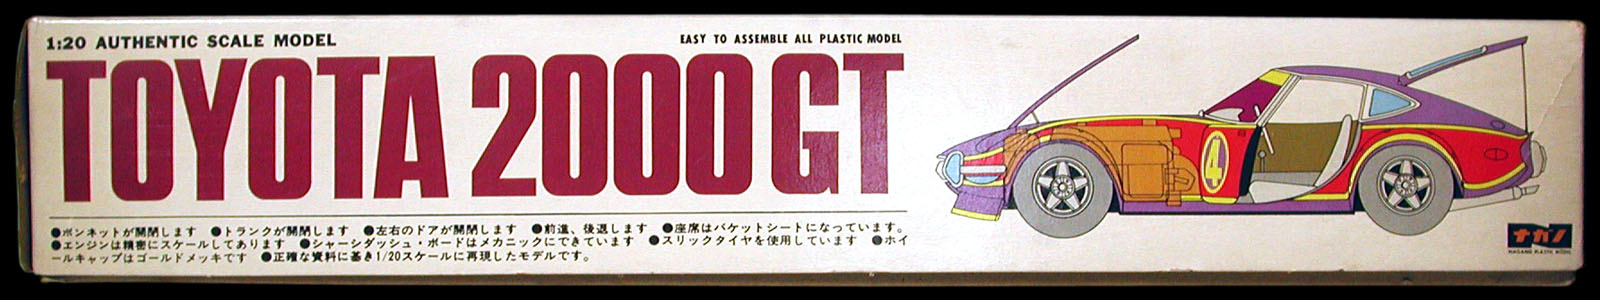 1:20 AUTHENTIC SCALE MODEL
EASY TO ASSEMBLE ALL PLASTIC MODEL
TOYOTA 2000 GT
●ボンネットが開閉します ●トランクが開閉します ●左右のドアが開閉します ●前進、後退します ●座席はバケットシートになっています。
●エンジンは精密にスケールしてあります ●シャーシダッシュ・ボードはメカニックにできています ●スリックタイヤを使用しています ●ホイ
ールキャップはゴールドメッキです ●正確な資料に基き1/20スケールに再現したモデルです。
4
ナガノ
NAGANO PLASTIC MODEL